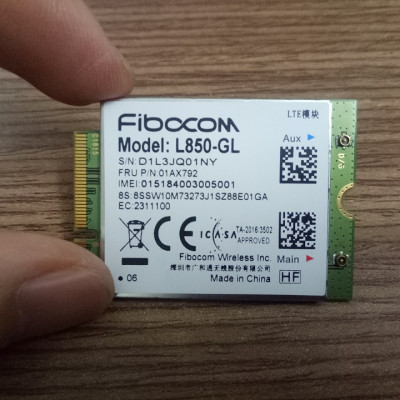 Fibocom
LTE模块
Model: L850-GL
Aux
S/N:D1L3JQ01NY
FRU P/N:01AX792
IMEI:015184003005001
8S:8SSW10M73273J1SZ88E01GA
EC:2311100
CE
ICASA
TA-2016/3502
APPROVED
Fibocom Wireless Inc.
Main
深圳市广和通无线股份有限公司
06
Made in China
HF